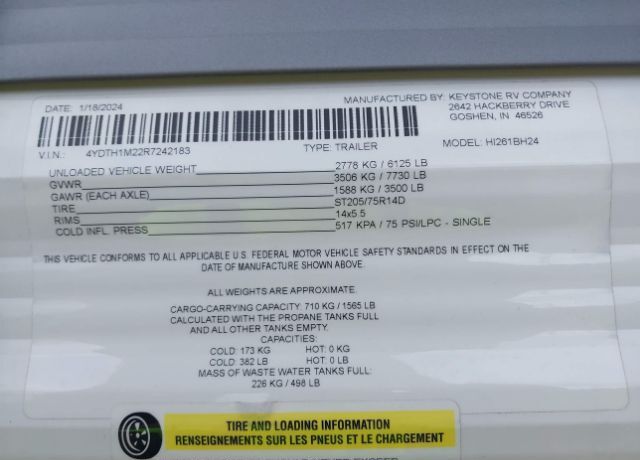 DATE: 1/18/2024
MANUFACTURED BY: KEYSTONE RV COMPANY
2642 HACKBERRY DRIVE
GOSHEN, IN 46526
V.I.N.: 4YDTH1M22R7242183 TYPE: TRAILER MODEL: HI261BH24
UNLOADED VEHICLE WEIGHT 2778 KG / 6125 LB
GVWR 3506 KG / 7730 LB
GAWR (EACH AXLE) 1588 KG / 3500 LB
TIRE ST205/75R14D
RIMS 14x5.5
COLD INFL. PRESS 517 KPA / 75 PSI/LPC - SINGLE
THIS VEHICLE CONFORMS TO ALL APPLICABLE U.S. FEDERAL MOTOR VEHICLE SAFETY STANDARDS IN EFFECT ON THE
DATE OF MANUFACTURE SHOWN ABOVE.
ALL WEIGHTS ARE APPROXIMATE.
CARGO-CARRYING CAPACITY: 710 KG / 1565 LB
CALCULATED WITH THE PROPANE TANKS FULL
AND ALL OTHER TANKS EMPTY.
CAPACITIES:
COLD: 173 KG HOT: 0 KG
COLD: 382 LB HOT: 0 LB
MASS OF WASTE WATER TANKS FULL:
226 KG / 498 LB
TIRE AND LOADING INFORMATION
RENSEIGNEMENTS SUR LES PNEUS ET LE CHARGEMENT